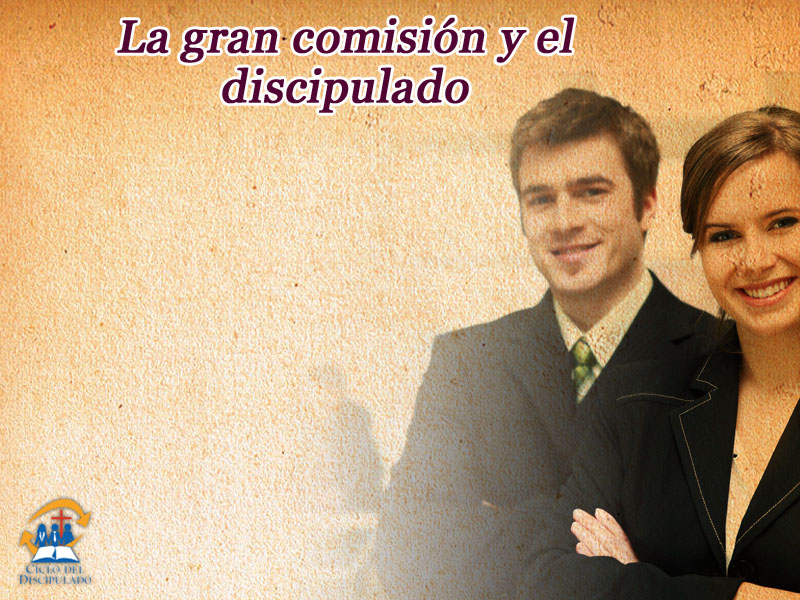 La gran comisión y el
discipulado
Ciclo del
Discipulado